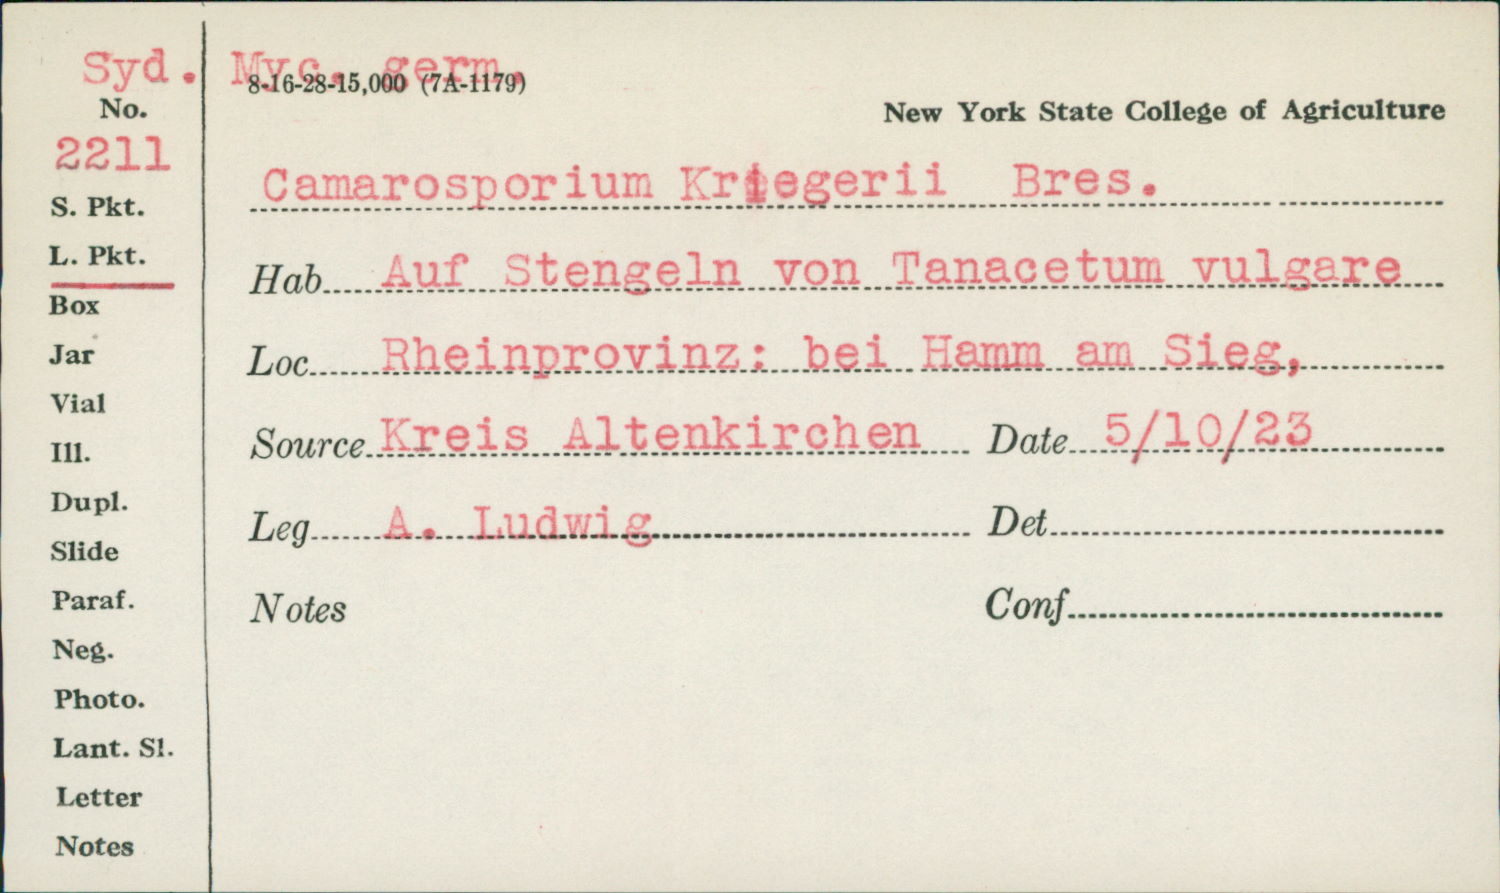 Syd. Myc. germ.
8-16-28-15,000 (7A-1179)
No.
New York State College of Agriculture
2211
Camarosporium Kriegerii Bres.
S. Pkt.
L. Pkt.
Hab. Auf Stengeln von Tanacetum vulgare
Box
Jar
Loc. Rheinprovinz: bei Hamm am Sieg,
Vial
Source Kreis Altenkirchen Date 5/10/23
Ill.
Dupl.
Leg. A. Ludwig Det.
Slide
Paraf.
Notes Conf.
Neg.
Photo.
Lant. Sl.
Letter
Notes